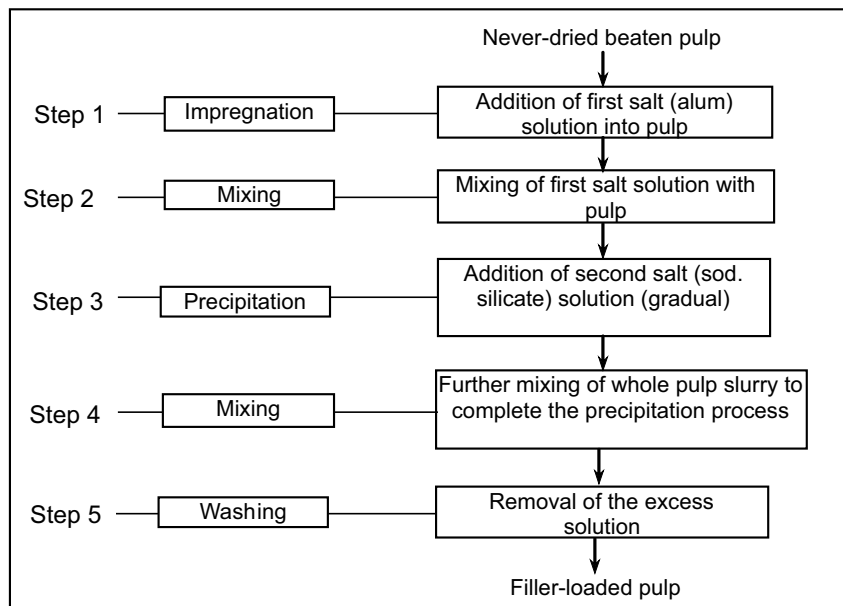 Never-dried beaten pulp
Step 1
Impregnation
Addition of first salt (alum)
solution into pulp
Step 2
Mixing
Mixing of first salt solution with
pulp
Step 3
Precipitation
Addition of second salt (sod.
silicate) solution (gradual)
Step 4
Mixing
Further mixing of whole pulp slurry to
complete the precipitation process
Step 5
Washing
Removal of the excess
solution
Filler-loaded pulp